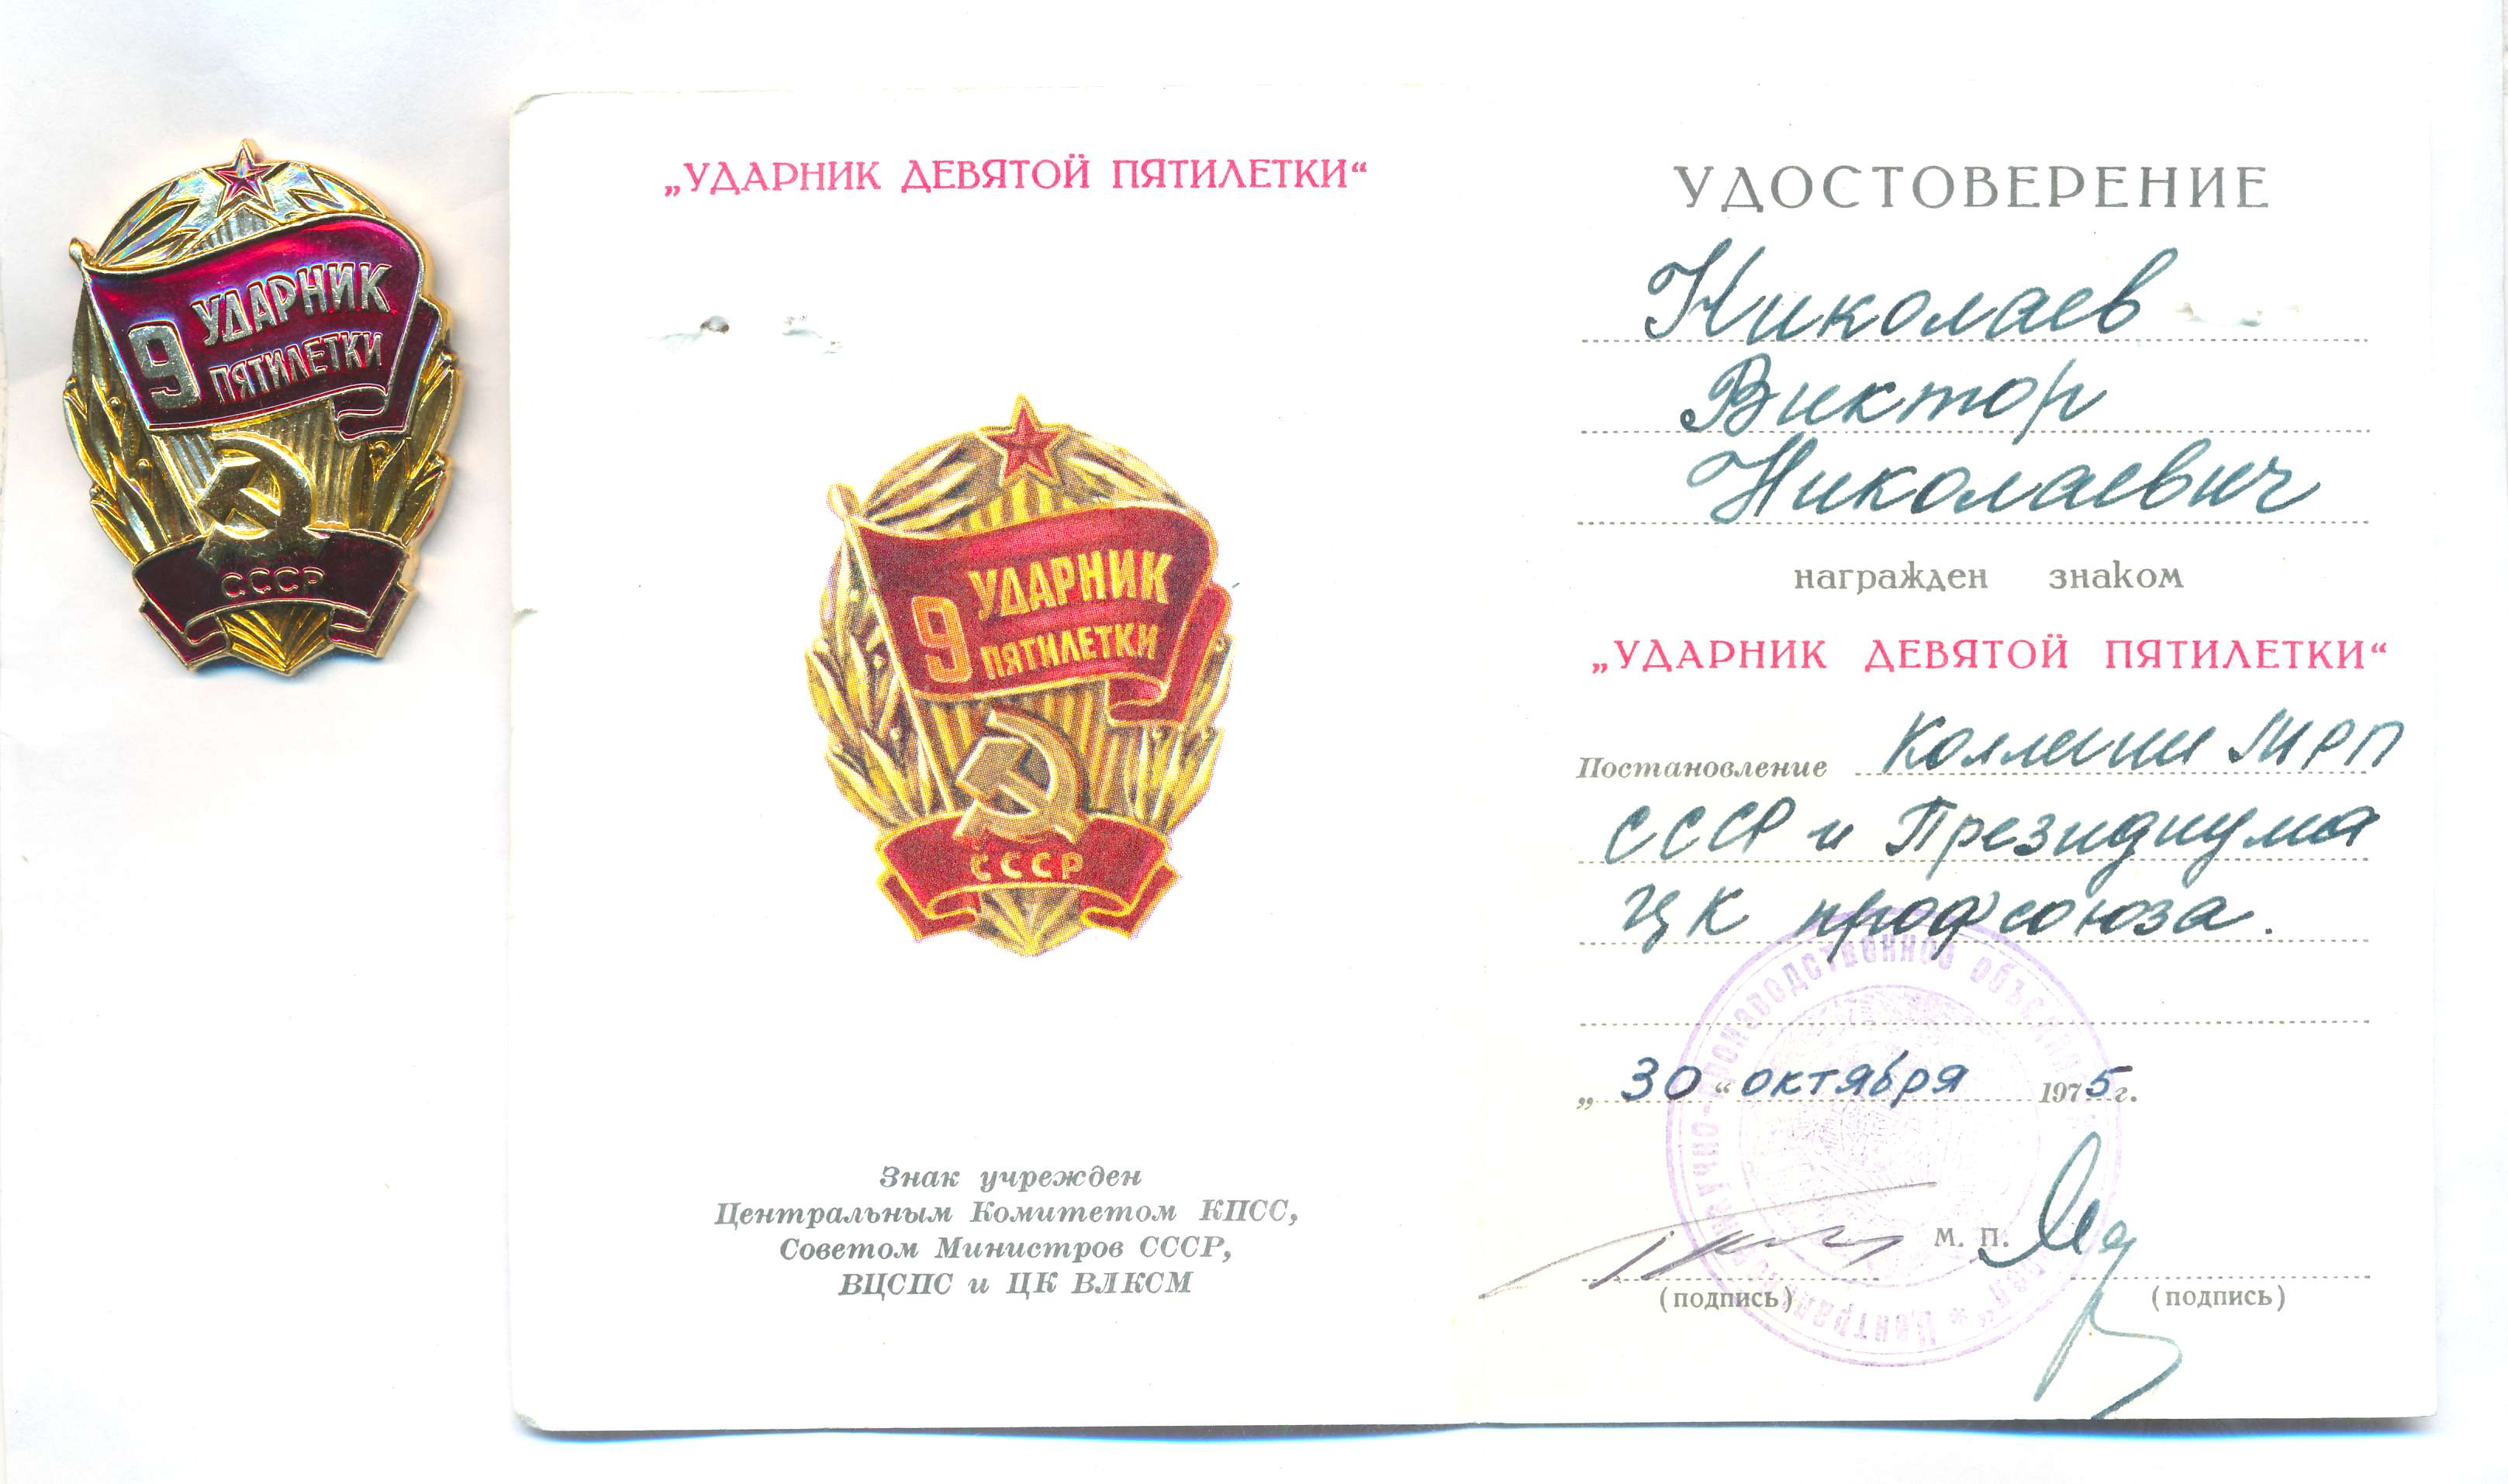 9 УДАРНИК
ПЯТИЛЕТКИ
СССР
„УДАРНИК ДЕВЯТОЙ ПЯТИЛЕТКИ“
9 УДАРНИК
ПЯТИЛЕТКИ
СССР
Знак учрежден
Центральным Комитетом КПСС,
Советом Министров СССР,
ВЦСПС и ЦК ВЛКСМ
УДОСТОВЕРЕНИЕ
Николаев
Виктор
Николаевич
награжден знаком
„УДАРНИК ДЕВЯТОЙ ПЯТИЛЕТКИ“
Постановление Коллегии МРП
СССР и Президиума
ЦК профсоюза.
„30“ октября 1975 г.
М. П.
(подпись) (подпись)